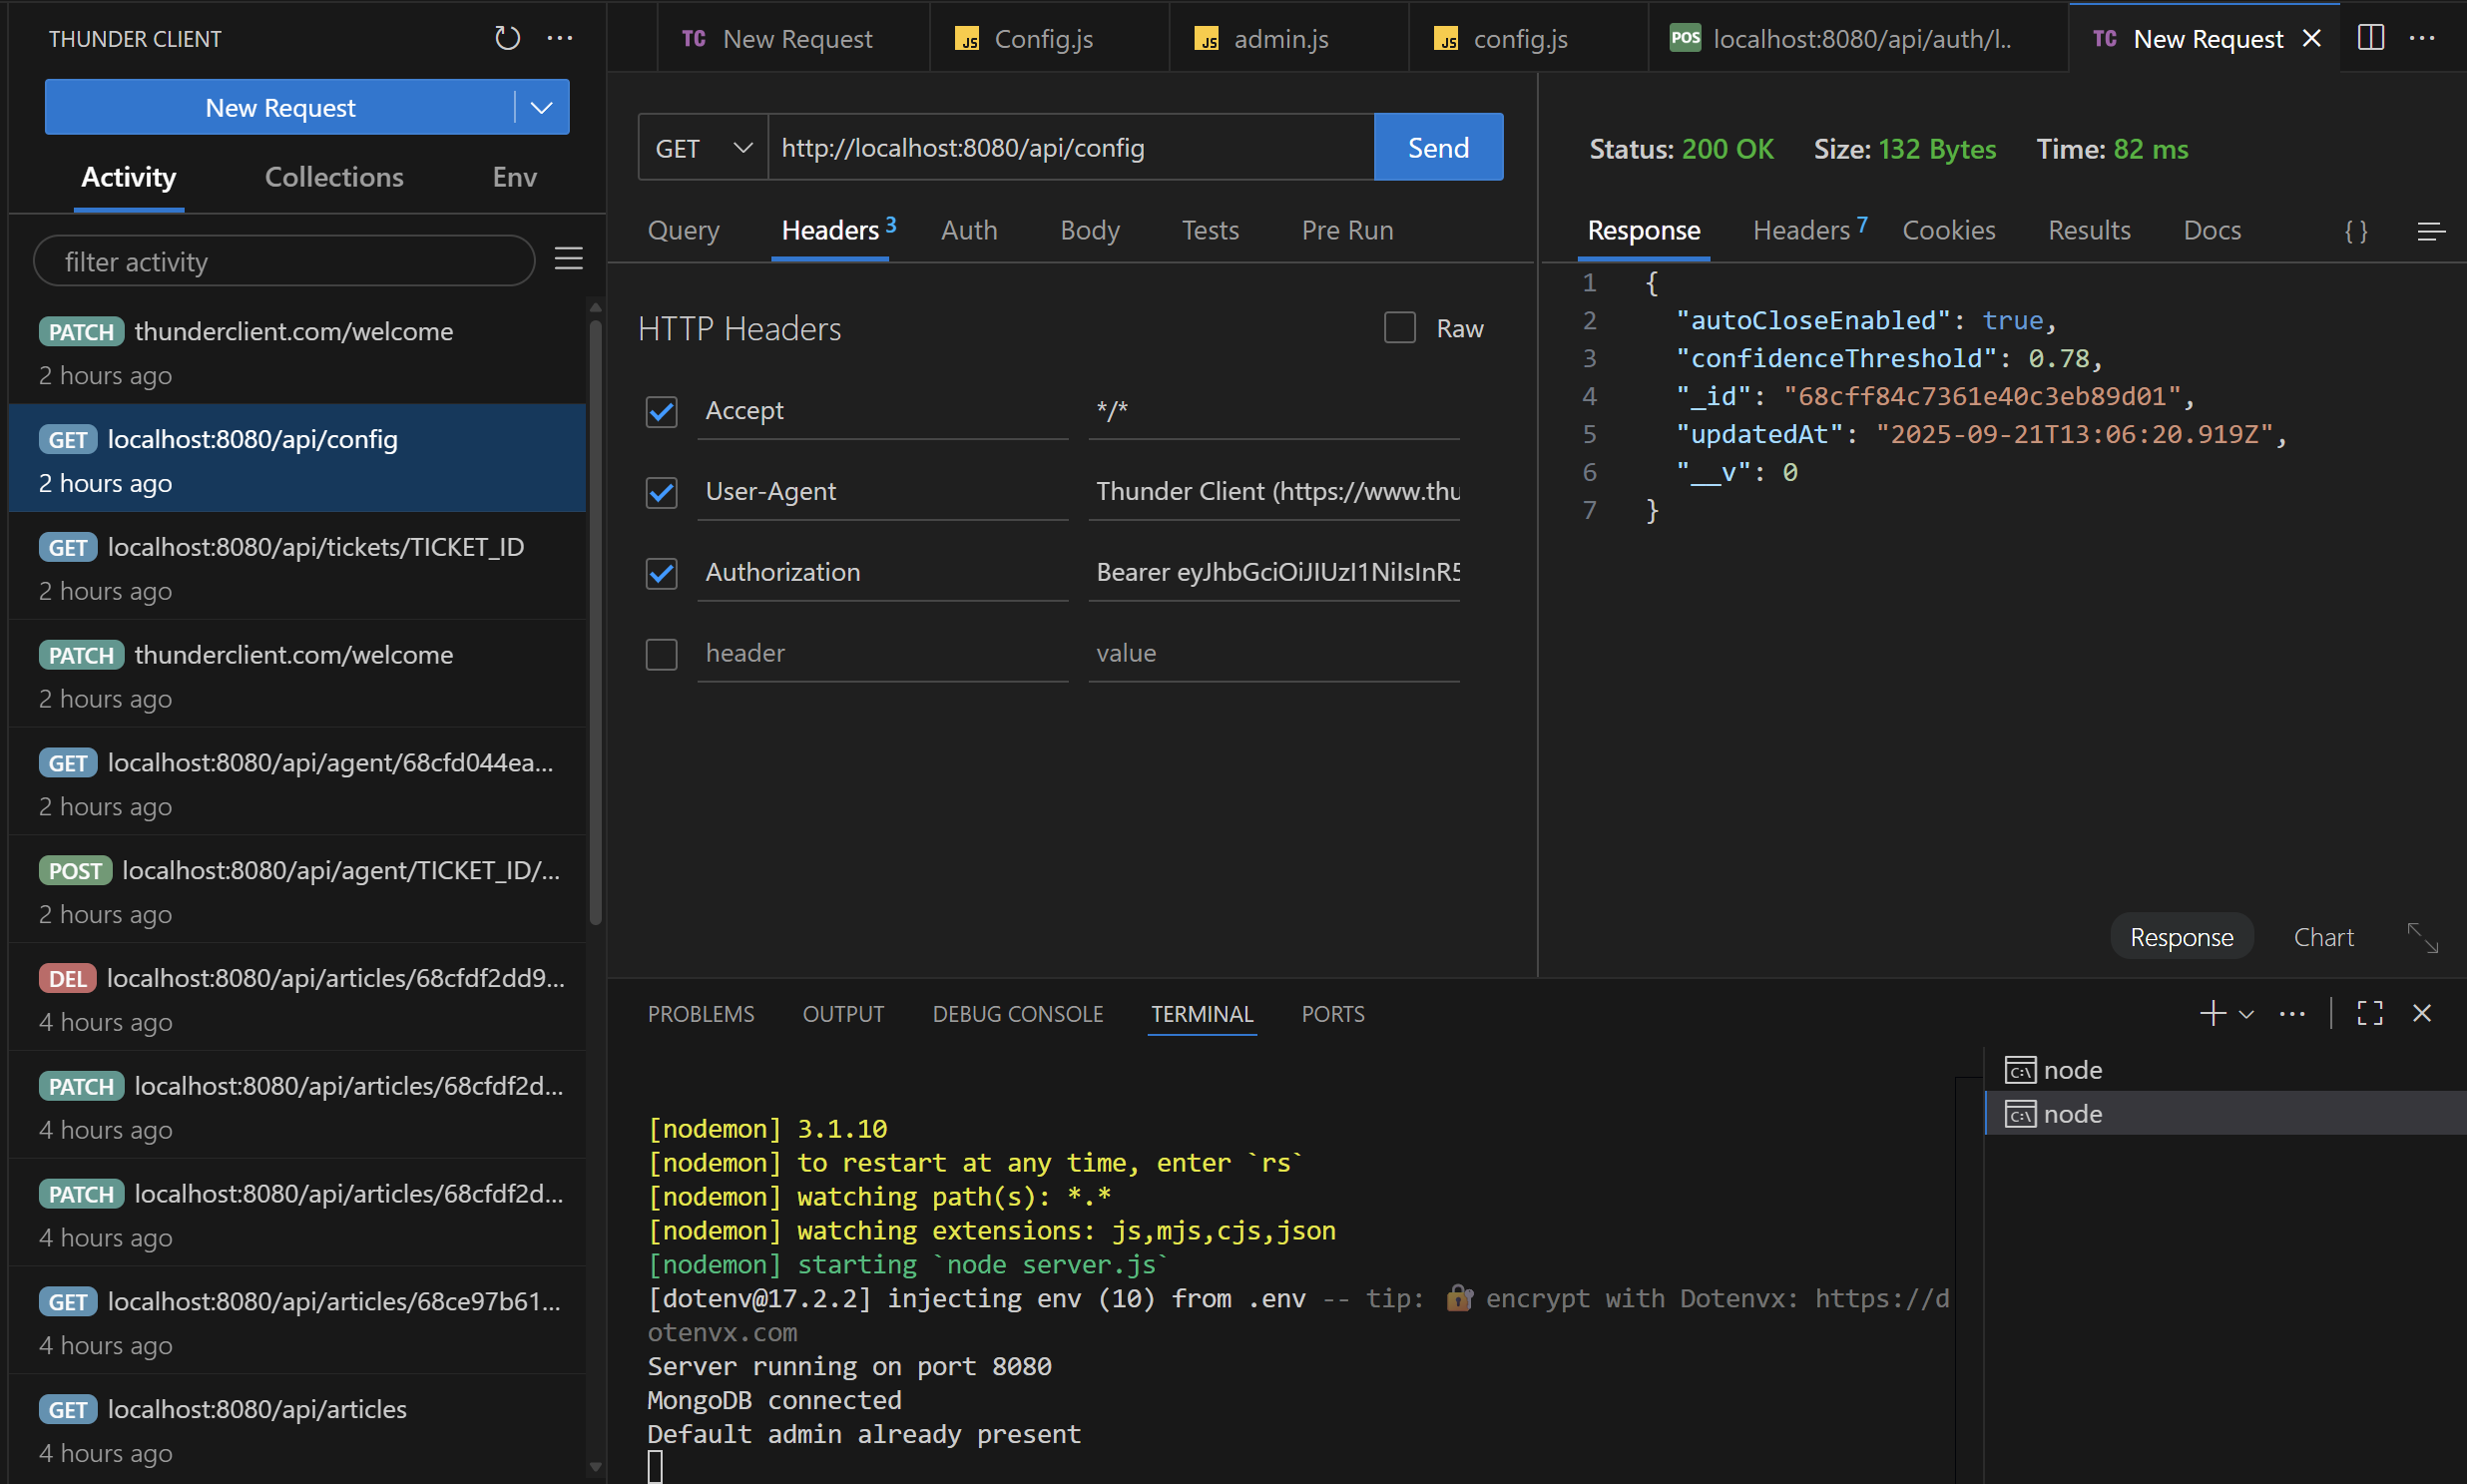 THUNDER CLIENT
New Request
Activity Collections Env
filter activity
PATCH thunderclient.com/welcome
2 hours ago
GET localhost:8080/api/config
2 hours ago
GET localhost:8080/api/tickets/TICKET_ID
2 hours ago
PATCH thunderclient.com/welcome
2 hours ago
GET localhost:8080/api/agent/68cfd044ea...
2 hours ago
POST localhost:8080/api/agent/TICKET_ID/...
2 hours ago
DEL localhost:8080/api/articles/68cfdf2dd9...
4 hours ago
PATCH localhost:8080/api/articles/68cfdf2d...
4 hours ago
PATCH localhost:8080/api/articles/68cfdf2d...
4 hours ago
GET localhost:8080/api/articles/68ce97b61...
4 hours ago
GET localhost:8080/api/articles
4 hours ago
TC New Request JS Config.js JS admin.js JS config.js POS localhost:8080/api/auth/l.. TC New Request
GET http://localhost:8080/api/config Send
Query Headers 3 Auth Body Tests Pre Run
HTTP Headers Raw
Accept */*
User-Agent Thunder Client (https://www.thu
Authorization Bearer eyJhbGciOiJIUzI1NiIsInR5
header value
Status: 200 OK Size: 132 Bytes Time: 82 ms
Response Headers 7 Cookies Results Docs { }
1 {
2 "autoCloseEnabled": true,
3 "confidenceThreshold": 0.78,
4 "_id": "68cff84c7361e40c3eb89d01",
5 "updatedAt": "2025-09-21T13:06:20.919Z",
6 "__v": 0
7 }
Response Chart
PROBLEMS OUTPUT DEBUG CONSOLE TERMINAL PORTS
[nodemon] 3.1.10
[nodemon] to restart at any time, enter `rs`
[nodemon] watching path(s): *.*
[nodemon] watching extensions: js,mjs,cjs,json
[nodemon] starting `node server.js`
[dotenv@17.2.2] injecting env (10) from .env -- tip: 🔐 encrypt with Dotenvx: https://d
otenvx.com
Server running on port 8080
MongoDB connected
Default admin already present
C:\ node
C:\ node